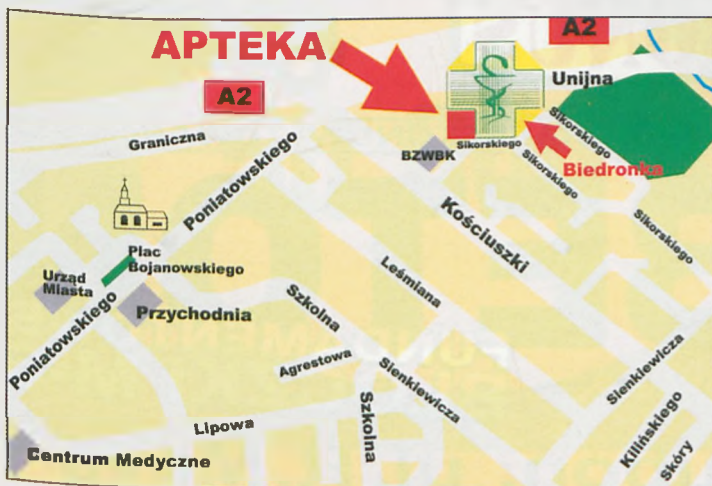 APTEKA
A2
A2
Unijna
Graniczna
Poniatowskiego
BZWBK
Sikorskiego
Sikorskiego
Sikorskiego
Biedronka
Sikorskiego
Kościuszki
Plac
Bojanowskiego
Urząd
Miasta
Leśmiana
Przychodnia
Szkolna
Poniatowskiego
Agrestowa
Sienkiewicza
Sienkiewicza
Szkolna
Lipowa
Kilińskiego
Skóry
Centrum Medyczne